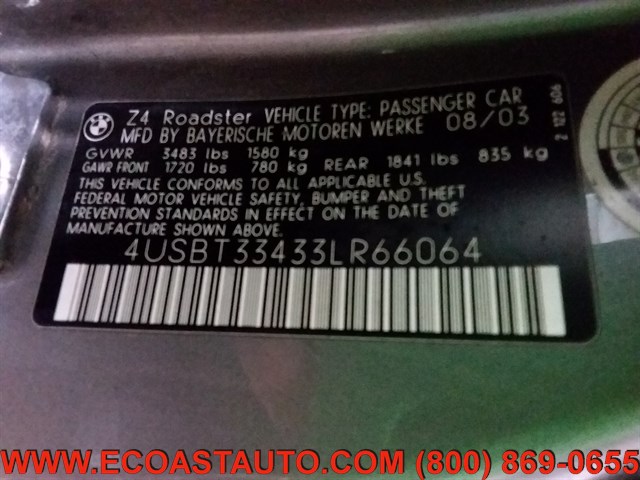 Z4 Roadster VEHICLE TYPE: PASSENGER CAR
MFD BY BAYERISCHE MOTOREN WERKE 08/03
GVWR 3483 lbs 1580 kg
GAWR FRONT 1720 lbs 780 kg REAR 1841 lbs 835 kg
THIS VEHICLE CONFORMS TO ALL APPLICABLE U.S.
FEDERAL MOTOR VEHICLE SAFETY, BUMPER AND THEFT
PREVENTION STANDARDS IN EFFECT ON THE DATE OF
MANUFACTURE SHOWN ABOVE.
4USBT33433LR66064
WWW.ECOASTAUTO.COM (800) 869-0655